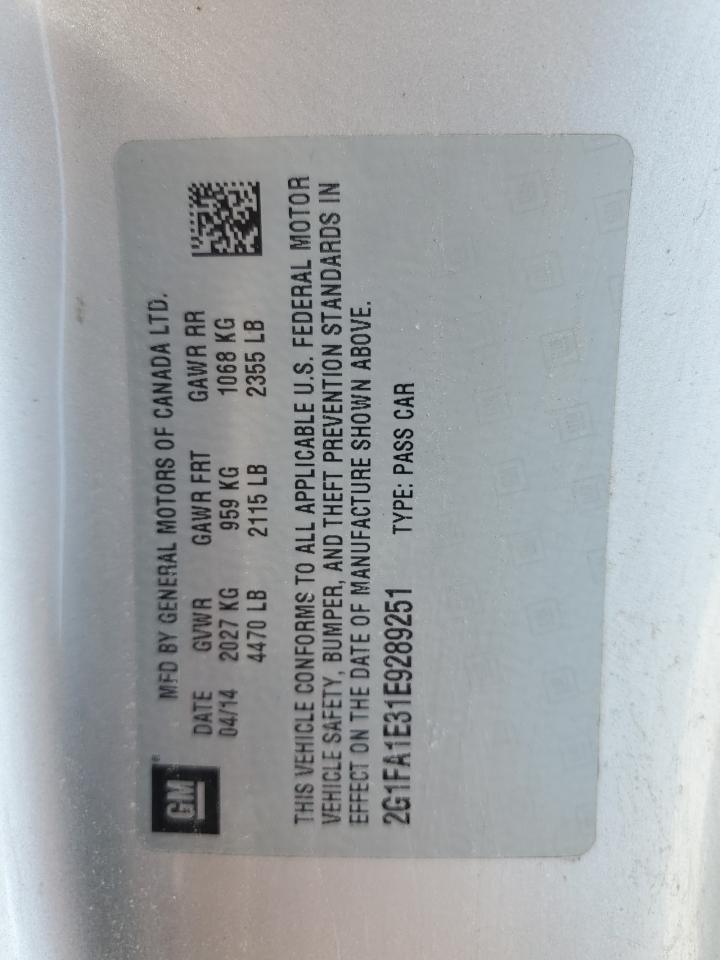 GM®
MFD BY GENERAL MOTORS OF CANADA LTD.
DATE GVWR GAWR FRT GAWR RR
04/14 2027 KG 959 KG 1068 KG
4470 LB 2115 LB 2355 LB
THIS VEHICLE CONFORMS TO ALL APPLICABLE U.S. FEDERAL MOTOR
VEHICLE SAFETY, BUMPER, AND THEFT PREVENTION STANDARDS IN
EFFECT ON THE DATE OF MANUFACTURE SHOWN ABOVE.
2G1FA1E31E9289251 TYPE: PASS CAR